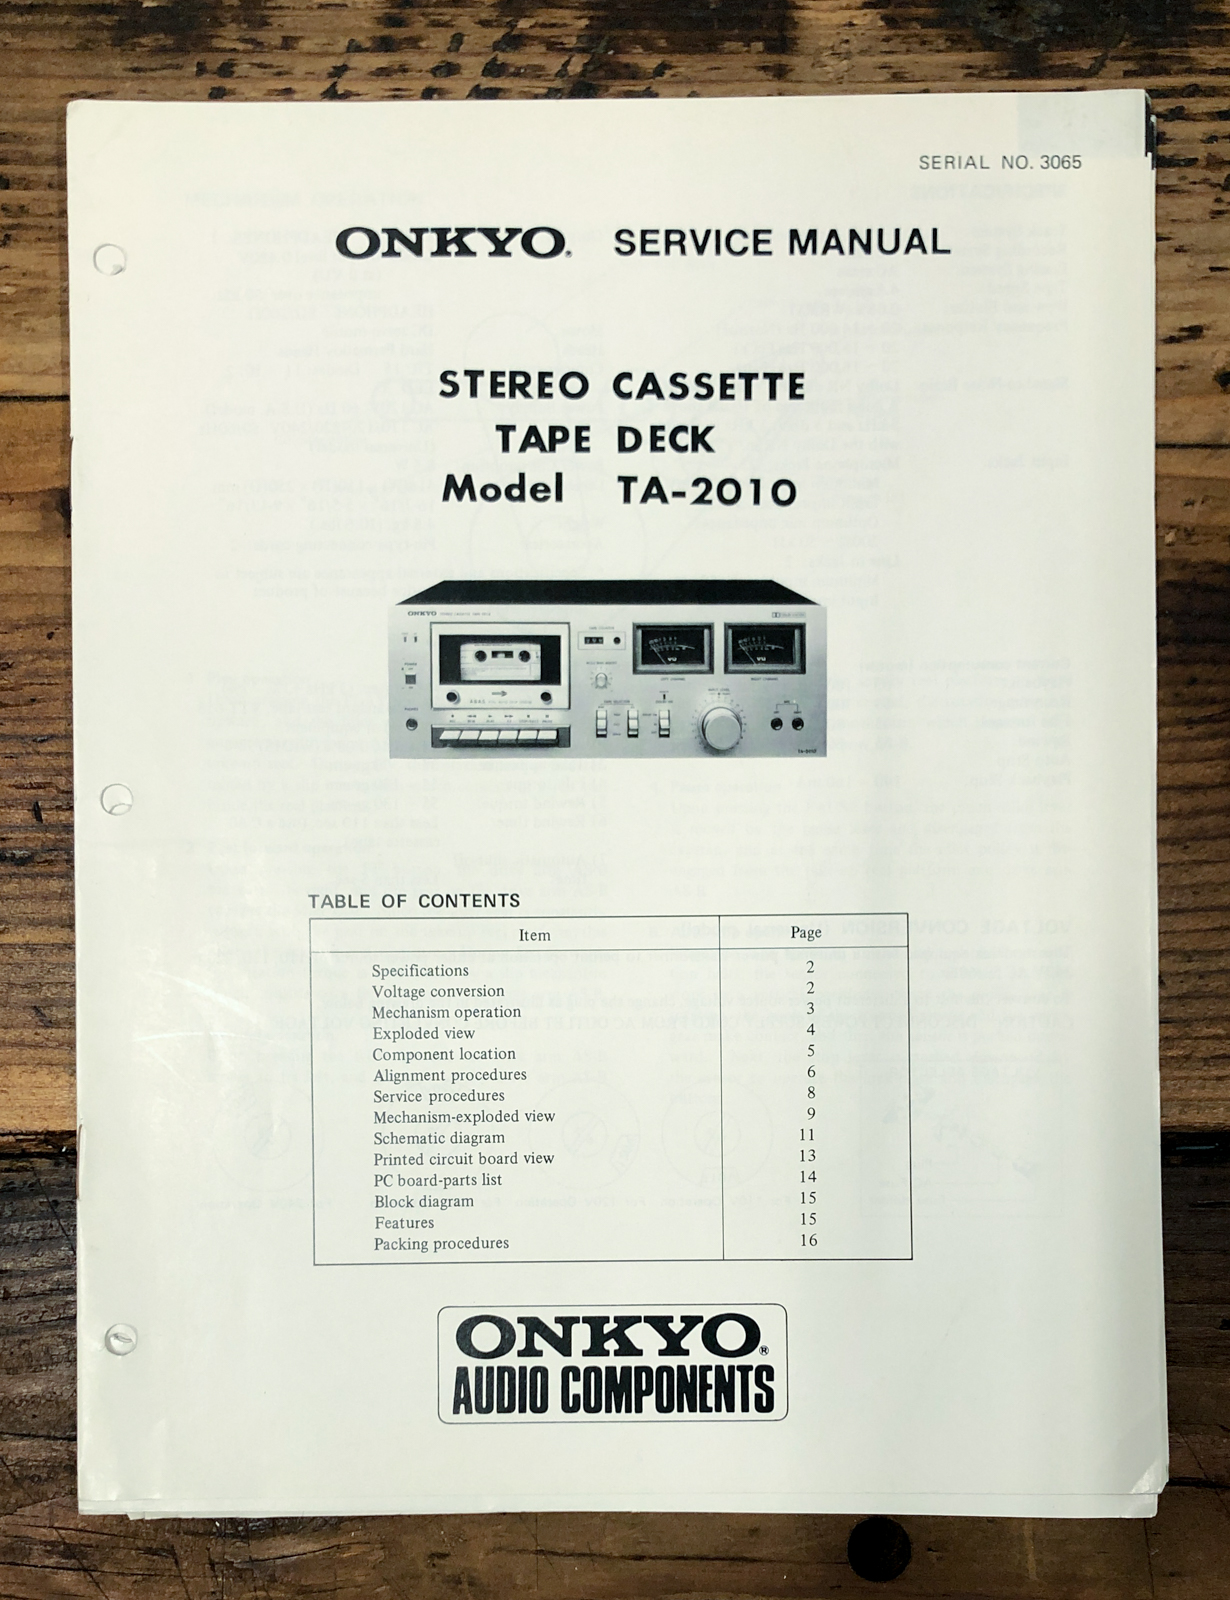 SERIAL NO. 3065
ONKYO. SERVICE MANUAL
STEREO CASSETTE
TAPE DECK
Model TA-2010
ONKYO
VU VU
TABLE OF CONTENTS
Item Page
Specifications 2
Voltage conversion 2
Mechanism operation 3
Exploded view 4
Component location 5
Alignment procedures 6
Service procedures 8
Mechanism-exploded view 9
Schematic diagram 11
Printed circuit board view 13
PC board-parts list 14
Block diagram 15
Features 15
Packing procedures 16
ONKYO®
AUDIO COMPONENTS